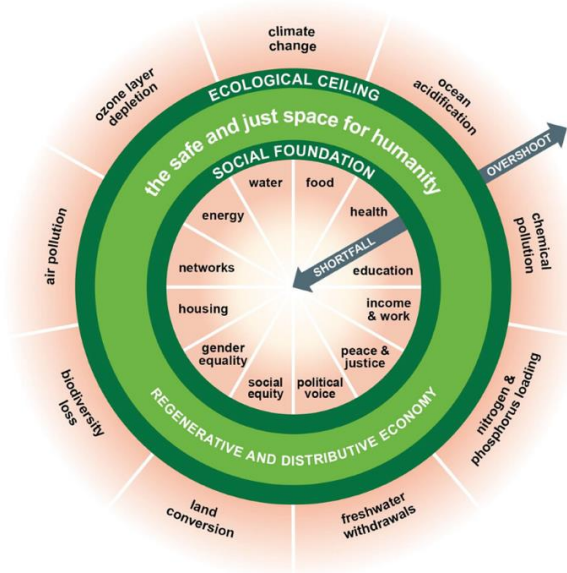 climate
change
ozone layer
depletion
ocean
acidification
ECOLOGICAL CEILING
the safe and just space for humanity
OVERSHOOT
SOCIAL FOUNDATION
water
food
energy
health
SHORTFALL
air pollution
chemical
pollution
networks
education
housing
income
& work
gender
equality
peace &
justice
social
equity
political
voice
biodiversity
loss
nitrogen &
phosphorus loading
REGENERATIVE AND DISTRIBUTIVE ECONOMY
land
conversion
freshwater
withdrawals